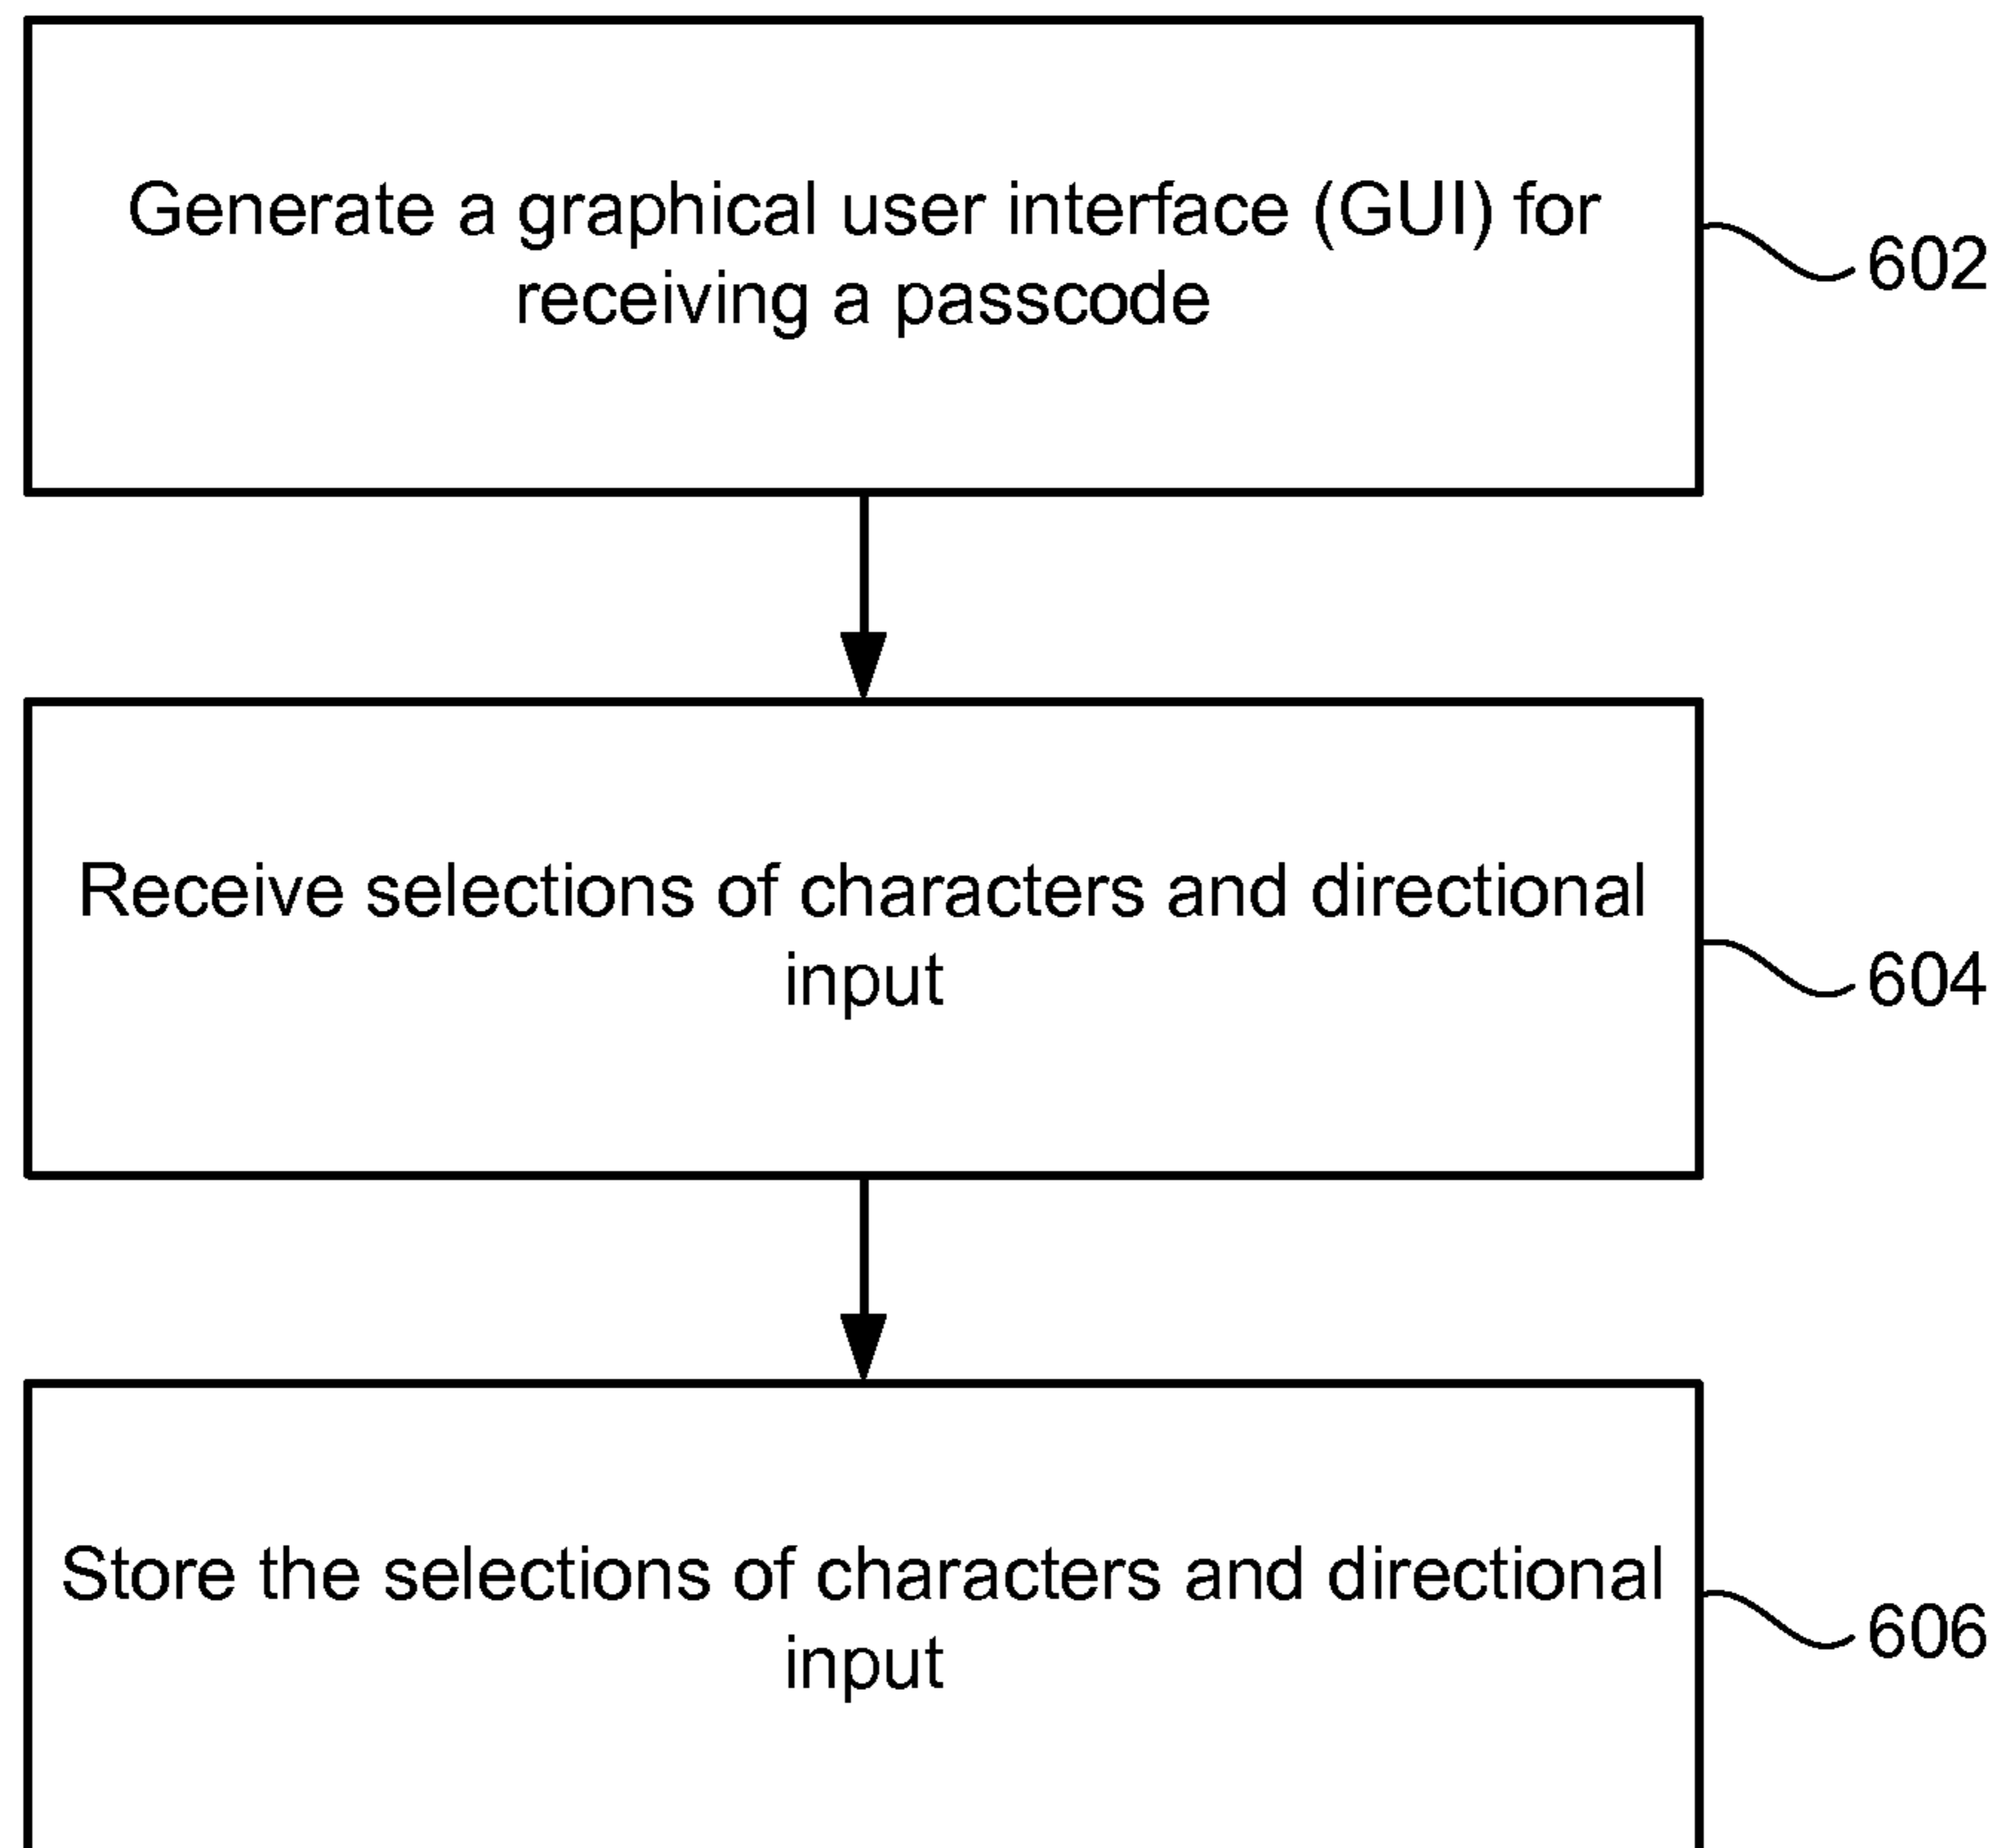 Generate a graphical user interface (GUI) for
receiving a passcode
602
Receive selections of characters and directional
input
604
Store the selections of characters and directional
input
606